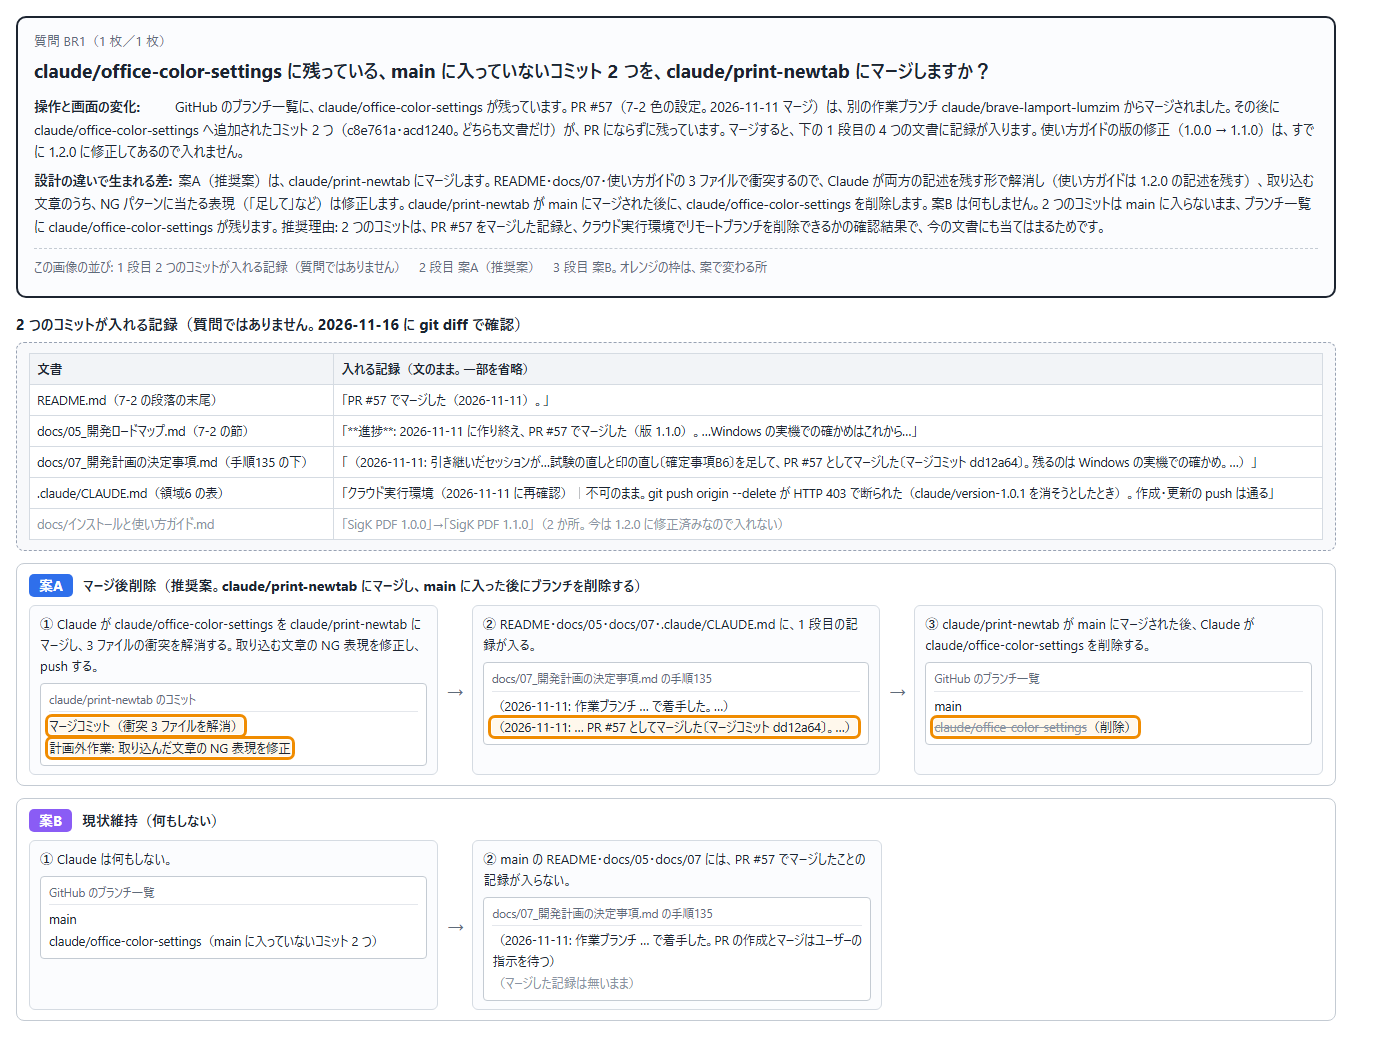 質問 BR1（1 枚／1 枚）
claude/office-color-settings に残っている、main に入っていないコミット 2 つを、claude/print-newtab にマージしますか？
操作と画面の変化: GitHub のブランチ一覧に、claude/office-color-settings が残っています。PR #57（7-2 色の設定。2026-11-11 マージ）は、別の作業ブランチ claude/brave-lamport-lumzim からマージされました。その後に
claude/office-color-settings へ追加されたコミット 2 つ（c8e761a・acd1240。どちらも文書だけ）が、PR にならずに残っています。マージすると、下の 1 段目の 4 つの文書に記録が入ります。使い方ガイドの版の修正（1.0.0 → 1.1.0）は、すで
に 1.2.0 に修正してあるので入れません。
設計の違いで生まれる差: 案A（推奨案）は、claude/print-newtab にマージします。README・docs/07・使い方ガイドの 3 ファイルで衝突するので、Claude が両方の記述を残す形で解消し（使い方ガイドは 1.2.0 の記述を残す）、取り込む
文章のうち、NG パターンに当たる表現（「足して」など）は修正します。claude/print-newtab が main にマージされた後に、claude/office-color-settings を削除します。案B は何もしません。2 つのコミットは main に入らないまま、ブランチ一覧
に claude/office-color-settings が残ります。推奨理由: 2 つのコミットは、PR #57 をマージした記録と、クラウド実行環境でリモートブランチを削除できるかの確認結果で、今の文書にも当てはまるためです。
この画像の並び: 1 段目 2 つのコミットが入れる記録（質問ではありません） 2 段目 案A（推奨案） 3 段目 案B。オレンジの枠は、案で変わる所
2 つのコミットが入れる記録（質問ではありません。2026-11-16 に git diff で確認）
文書 入れる記録（文のまま。一部を省略）
README.md（7-2 の段落の末尾） 「PR #57 でマージした（2026-11-11）。」
docs/05_開発ロードマップ.md（7-2 の節） 「**進捗**: 2026-11-11 に作り終え、PR #57 でマージした（版 1.1.0）。…Windows の実機での確かめはこれから…」
docs/07_開発計画の決定事項.md（手順135 の下） 「（2026-11-11: 引き継いだセッションが…試験の直しと印の直し〔確定事項B6〕を足して、PR #57 としてマージした〔マージコミット dd12a64〕。残るのは Windows の実機での確かめ。…）」
.claude/CLAUDE.md（領域6 の表） 「クラウド実行環境（2026-11-11 に再確認）｜不可のまま。git push origin --delete が HTTP 403 で断られた（claude/version-1.0.1 を消そうとしたとき）。作成・更新の push は通る」
docs/インストールと使い方ガイド.md 「SigK PDF 1.0.0」→「SigK PDF 1.1.0」（2 か所。今は 1.2.0 に修正済みなので入れない）
案A マージ後削除（推奨案。claude/print-newtab にマージし、main に入った後にブランチを削除する）
① Claude が claude/office-color-settings を claude/print-newtab に
マージし、3 ファイルの衝突を解消する。取り込む文章の NG 表現を修正し、
push する。
claude/print-newtab のコミット
マージコミット（衝突 3 ファイルを解消）
計画外作業: 取り込んだ文章の NG 表現を修正
→
② README・docs/05・docs/07・.claude/CLAUDE.md に、1 段目の記
録が入る。
docs/07_開発計画の決定事項.md の手順135
（2026-11-11: 作業ブランチ … で着手した。…）
（2026-11-11: … PR #57 としてマージした〔マージコミット dd12a64〕。…）
→
③ claude/print-newtab が main にマージされた後、Claude が
claude/office-color-settings を削除する。
GitHub のブランチ一覧
main
claude/office-color-settings（削除）
案B 現状維持（何もしない）
① Claude は何もしない。
GitHub のブランチ一覧
main
claude/office-color-settings（main に入っていないコミット 2 つ）
→
② main の README・docs/05・docs/07 には、PR #57 でマージしたことの
記録が入らない。
docs/07_開発計画の決定事項.md の手順135
（2026-11-11: 作業ブランチ … で着手した。PR の作成とマージはユーザーの
指示を待つ）
（マージした記録は無いまま）